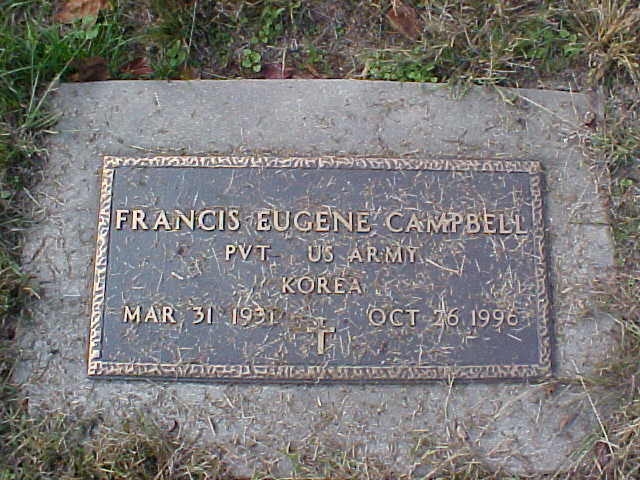 FRANCIS EUGENE CAMPBELL
PVT US ARMY
KOREA
MAR 31 1931 OCT 26 1996